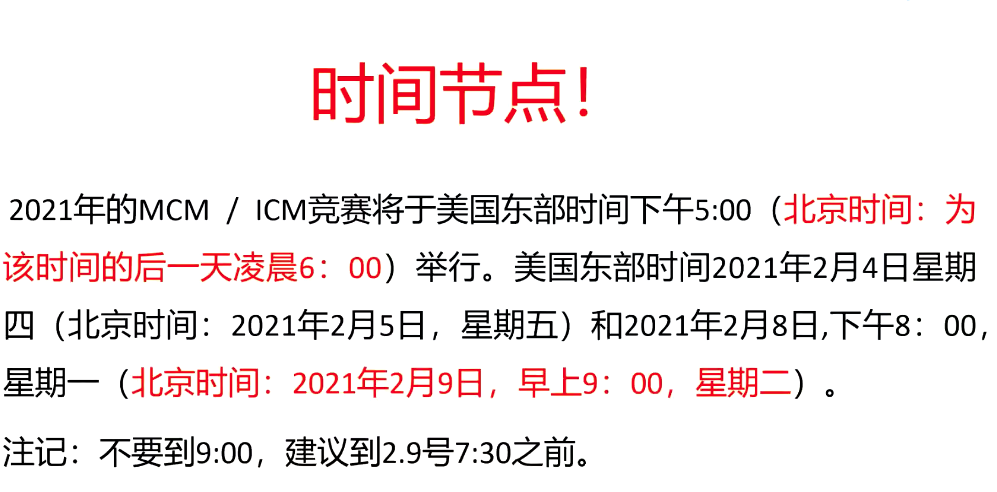 时间节点！
2021年的MCM / ICM竞赛将于美国东部时间下午5:00（北京时间：为
该时间的后一天凌晨6：00）举行。美国东部时间2021年2月4日星期
四（北京时间：2021年2月5日，星期五）和2021年2月8日,下午8：00，
星期一（北京时间：2021年2月9日，早上9：00，星期二）。
注记：不要到9:00，建议到2.9号7:30之前。